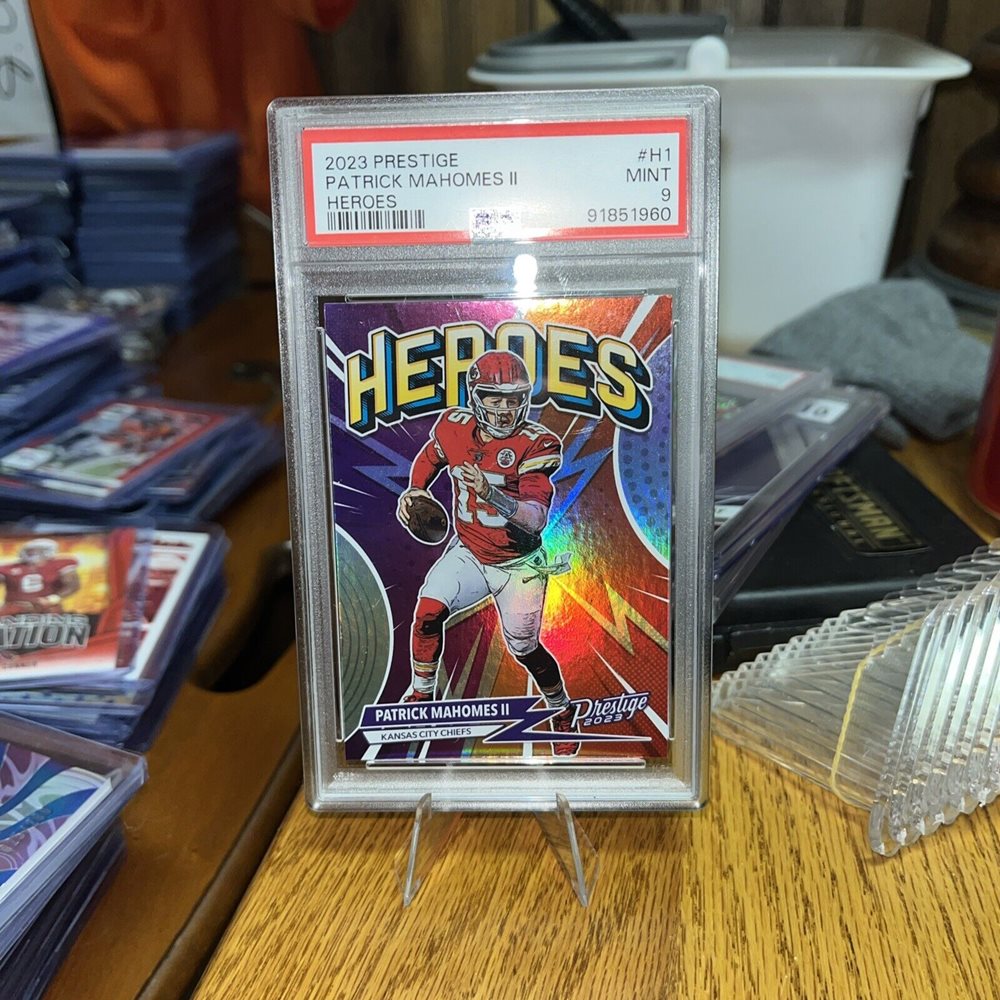 2023 PRESTIGE
#H1
PATRICK MAHOMES II
MINT
HEROES
9
91851960
HEROES
15
15
PATRICK MAHOMES II
KANSAS CITY CHIEFS
Prestige
2023